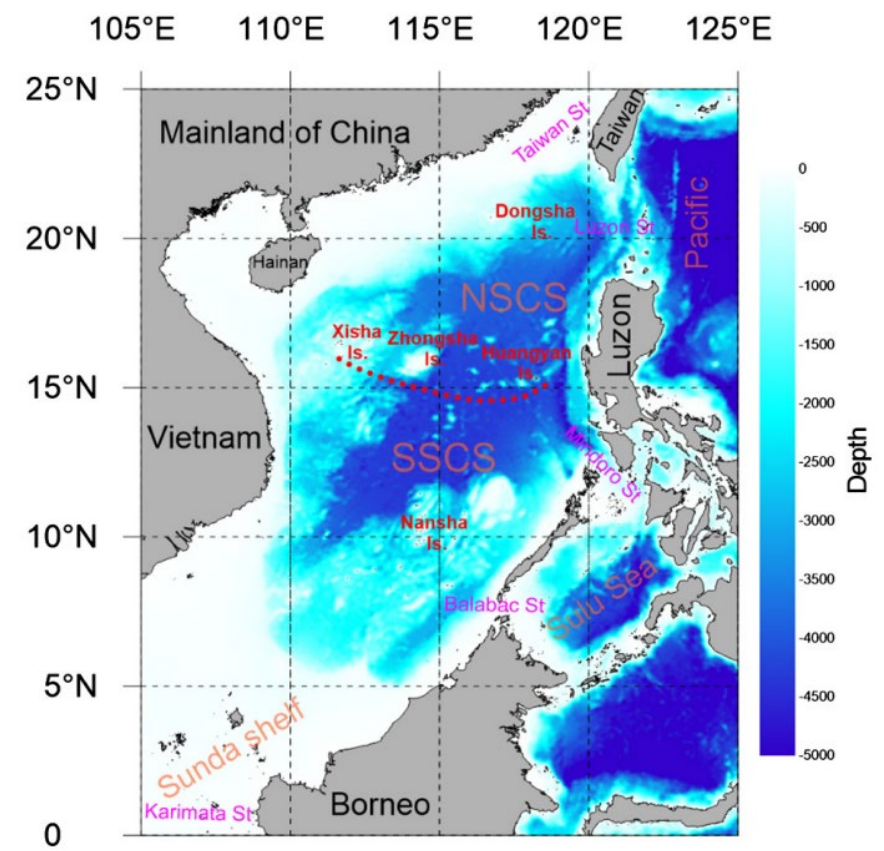 105°E 110°E 115°E 120°E 125°E
25°N
Mainland of China
Taiwan St
Taiwan
0
-500
Dongsha
Is.
Luzon St
Pacific
20°N
Hainan
-1000
NSCS
-1500
Luzon
Xisha
Is.
Zhongsha
Is.
Huangyan
Is.
15°N
-2000
Vietnam
SSCS
Mindoro St
-2500
Depth
Nansha
Is.
-3000
10°N
-3500
Balabac St
Sulu Sea
-4000
5°N
-4500
Sunda shelf
-5000
Karimata St
Borneo
0